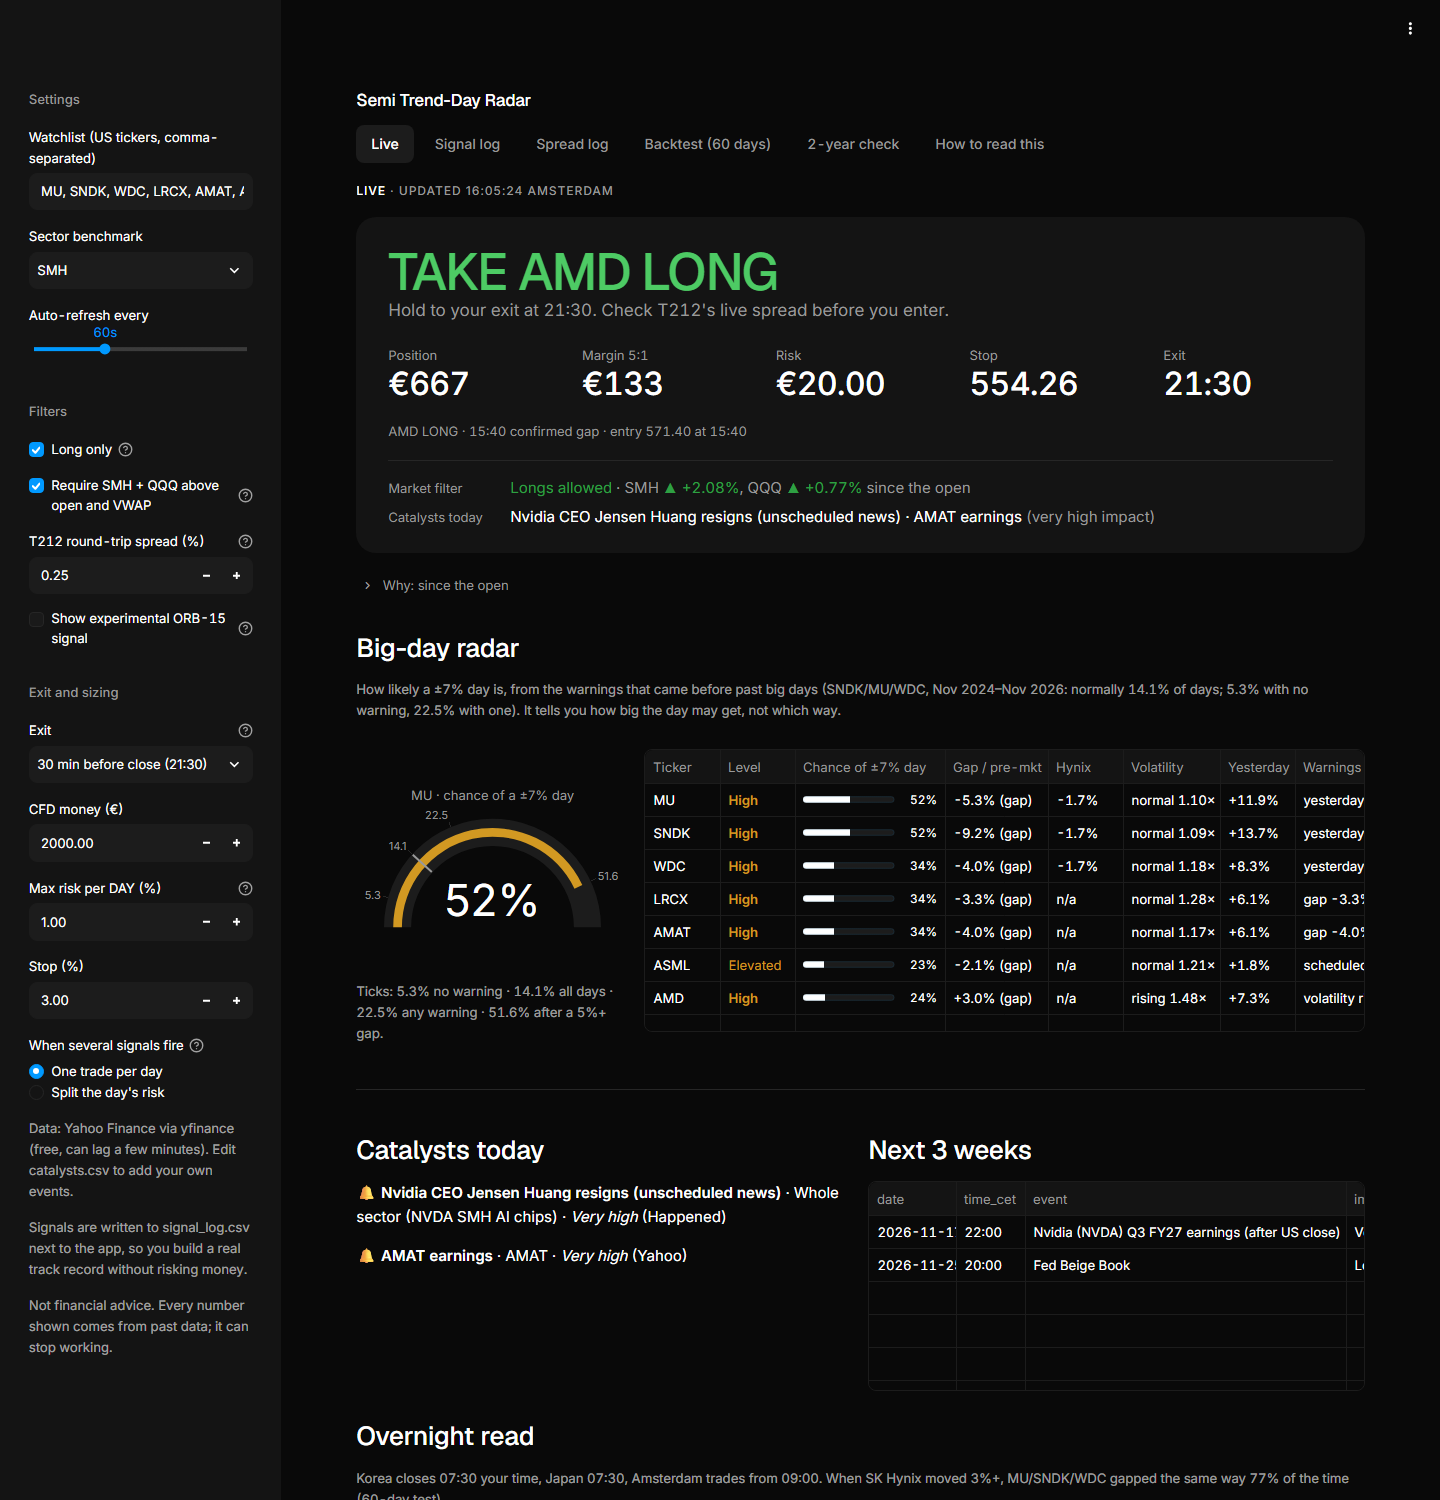 Settings
Watchlist (US tickers, comma-
separated)
MU, SNDK, WDC, LRCX, AMAT,
Sector benchmark
SMH
Auto-refresh every
60s
Filters
Long only
Require SMH + QQQ above
open and VWAP
T212 round-trip spread (%)
0.25
Show experimental ORB-15
signal
Exit and sizing
Exit
30 min before close (21:30)
CFD money (€)
2000.00
Max risk per DAY (%)
1.00
Stop (%)
3.00
When several signals fire
One trade per day
Split the day's risk
Data: Yahoo Finance via yfinance
(free, can lag a few minutes). Edit
catalysts.csv to add your own
events.
Signals are written to signal_log.csv
next to the app, so you build a real
track record without risking money.
Not financial advice. Every number
shown comes from past data; it can
stop working.
Semi Trend-Day Radar
Live Signal log Spread log Backtest (60 days) 2-year check How to read this
LIVE · UPDATED 16:05:24 AMSTERDAM
TAKE AMD LONG
Hold to your exit at 21:30. Check T212's live spread before you enter.
Position Margin 5:1 Risk Stop Exit
€667 €133 €20.00 554.26 21:30
AMD LONG · 15:40 confirmed gap · entry 571.40 at 15:40
Market filter Longs allowed · SMH ▲ +2.08%, QQQ ▲ +0.77% since the open
Catalysts today Nvidia CEO Jensen Huang resigns (unscheduled news) · AMAT earnings (very high impact)
Why: since the open
Big-day radar
How likely a ±7% day is, from the warnings that came before past big days (SNDK/MU/WDC, Nov 2024–Nov 2026: normally 14.1% of days; 5.3% with no
warning, 22.5% with one). It tells you how big the day may get, not which way.
MU · chance of a ±7% day
22.5
14.1
5.3
51.6
52%
Ticks: 5.3% no warning · 14.1% all days ·
22.5% any warning · 51.6% after a 5%+
gap.
Ticker Level Chance of ±7% day Gap / pre-mkt Hynix Volatility Yesterday Warnings
MU High 52% -5.3% (gap) -1.7% normal 1.10× +11.9% yesterday
SNDK High 52% -9.2% (gap) -1.7% normal 1.09× +13.7% yesterday
WDC High 34% -4.0% (gap) -1.7% normal 1.18× +8.3% yesterday
LRCX High 34% -3.3% (gap) n/a normal 1.28× +6.1% gap -3.3%
AMAT High 34% -4.0% (gap) n/a normal 1.17× +6.1% gap -4.0%
ASML Elevated 23% -2.1% (gap) n/a normal 1.21× +1.8% scheduled
AMD High 24% +3.0% (gap) n/a rising 1.48× +7.3% volatility r
Catalysts today
🔔 Nvidia CEO Jensen Huang resigns (unscheduled news) · Whole
sector (NVDA SMH AI chips) · Very high (Happened)
🔔 AMAT earnings · AMAT · Very high (Yahoo)
Next 3 weeks
date time_cet event im
2026-11-17 22:00 Nvidia (NVDA) Q3 FY27 earnings (after US close) V
2026-11-25 20:00 Fed Beige Book L
Overnight read
Korea closes 07:30 your time, Japan 07:30, Amsterdam trades from 09:00. When SK Hynix moved 3%+, MU/SNDK/WDC gapped the same way 77% of the time
(60-day test)